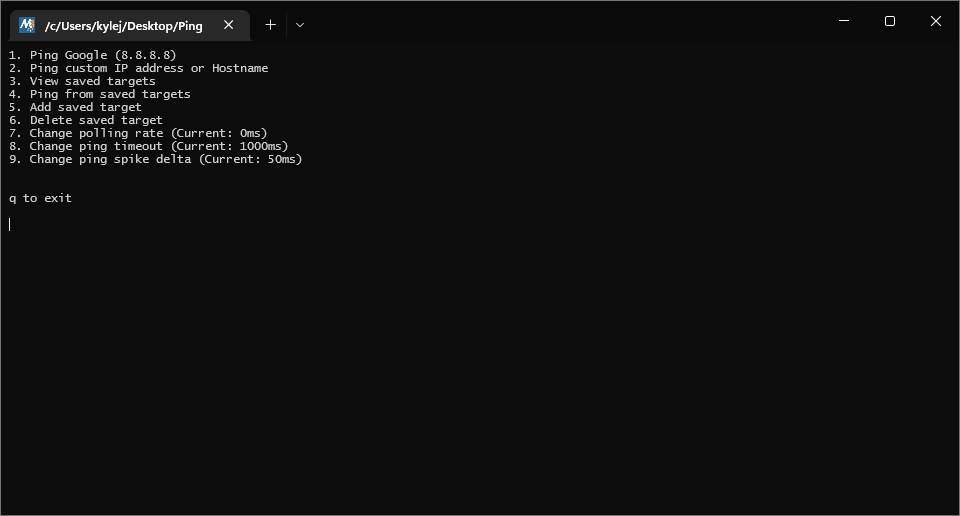 /c/Users/kylej/Desktop/Ping
1. Ping Google (8.8.8.8)
2. Ping custom IP address or Hostname
3. View saved targets
4. Ping from saved targets
5. Add saved target
6. Delete saved target
7. Change polling rate (Current: 0ms)
8. Change ping timeout (Current: 1000ms)
9. Change ping spike delta (Current: 50ms)
q to exit